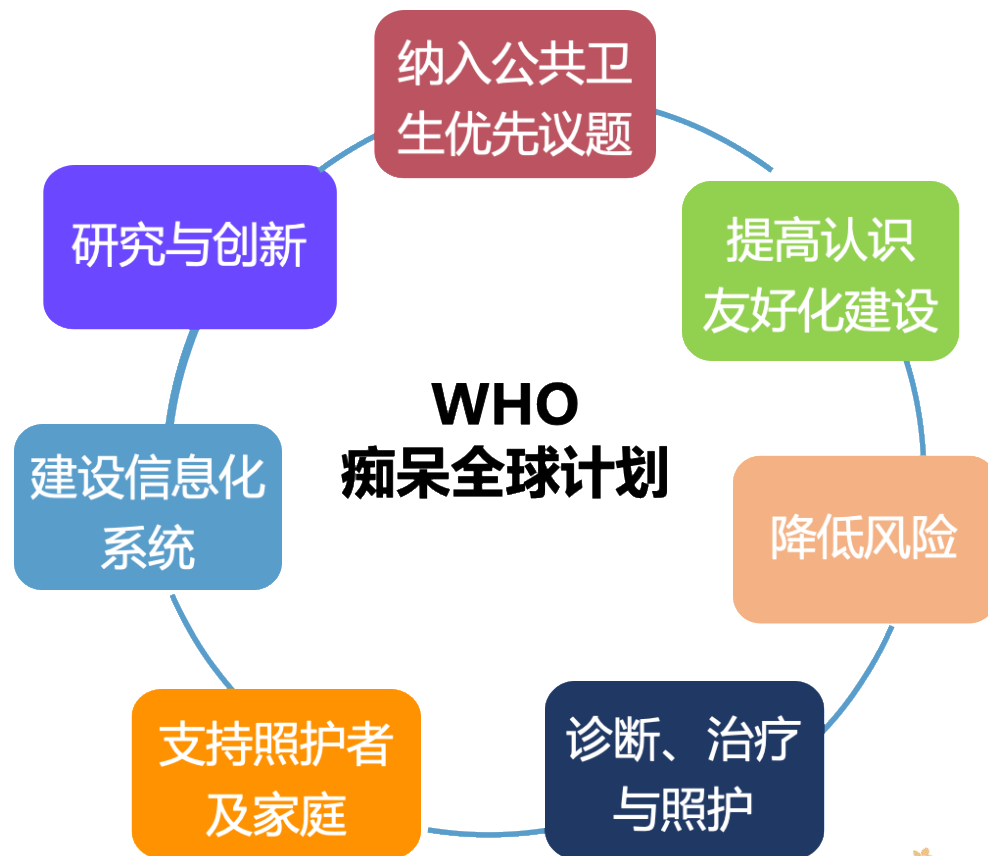 纳入公共卫
生优先议题
提高认识
友好化建设
降低风险
诊断、治疗
与照护
支持照护者
及家庭
建设信息化
系统
研究与创新
WHO
痴呆全球计划